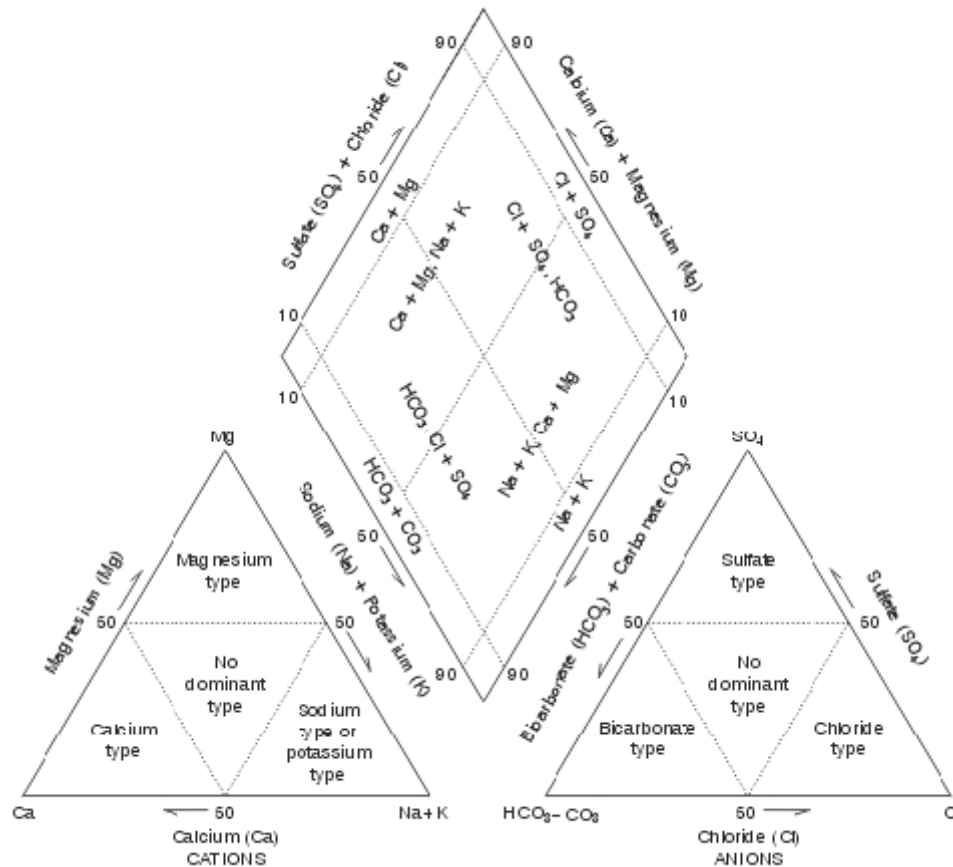 90
90
Sulfate (SO₄) + Chloride (Cl)
Calcium (Ca) + Magnesium (Mg)
50
50
Ca + Mg
Cl + SO₄
Ca + Mg, Na + K
Cl + SO₄, HCO₃
10
10
10
10
HCO₃, Cl + SO₄
Na + K, Ca + Mg
HCO₃ + CO₃
Na + K
50
50
90
90
Mg
SO₄
Sodium (Na) + Potassium (K)
Bicarbonate (HCO₃) + Carbonate (CO₃)
Magnesium (Mg)
Sulfate (SO₄)
Magnesium
type
Sulfate
type
50
50
50
50
No
dominant
type
No
dominant
type
Calcium
type
Sodium
type or
potassium
type
Bicarbonate
type
Chloride
type
Ca
50
Na + K
HCO₃ – CO₃
50
Calcium (Ca)
CATIONS
Chloride (Cl)
ANIONS